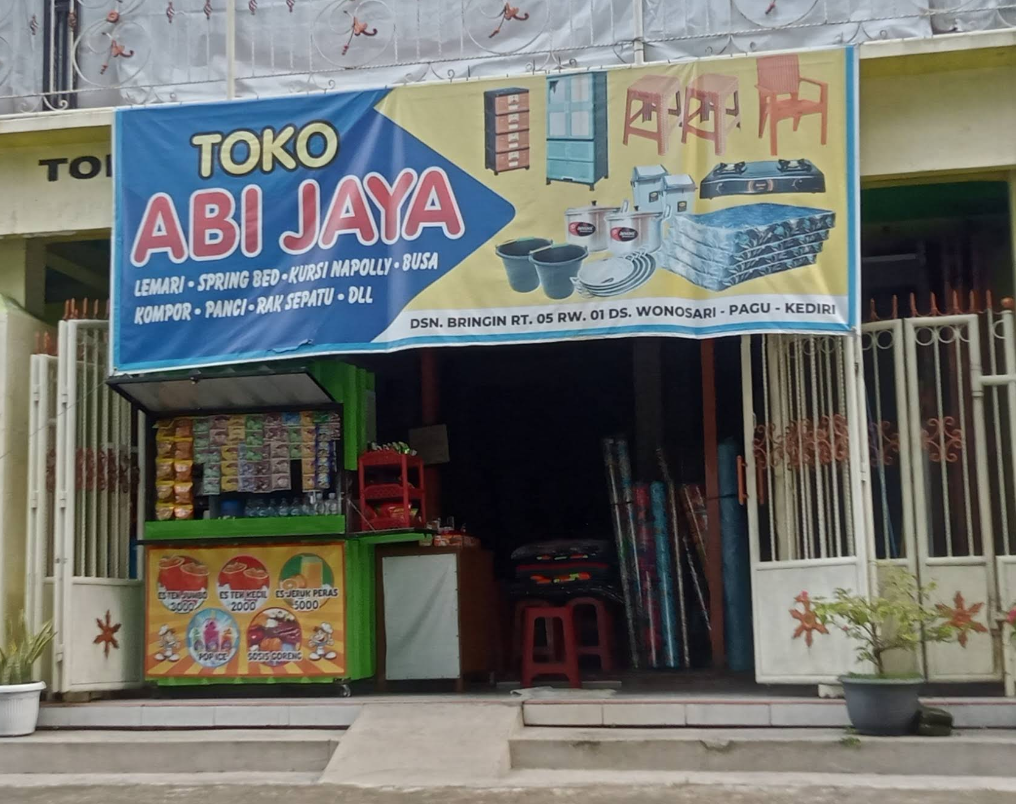 TO
TOKO
ABI JAYA
LEMARI • SPRING BED • KURSI NAPOLLY • BUSA
KOMPOR • PANCI • RAK SEPATU • DLL
DSN. BRINGIN RT. 05 RW. 01 DS. WONOSARI - PAGU - KEDIRI
ES TEH JUMBO
3000
ES TEH KECIL
2000
ES JERUK PERAS
5000
POP ICE
SOSIS GORENG